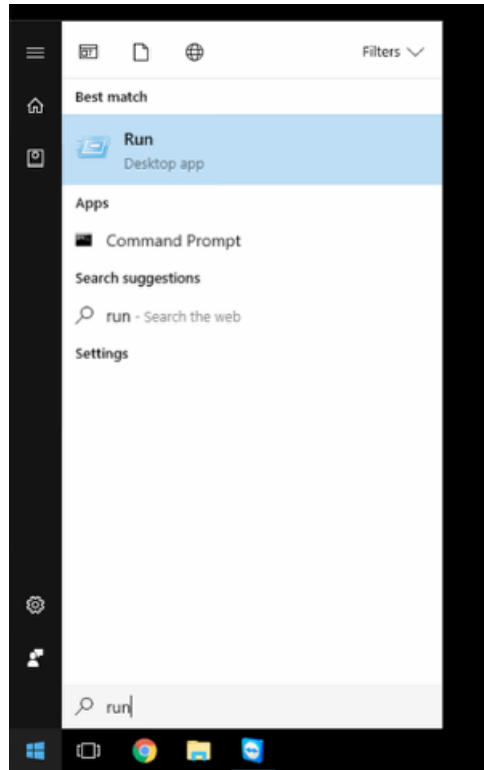 Filters
Best match
Run
Desktop app
Apps
Command Prompt
Search suggestions
run - Search the web
Settings
run